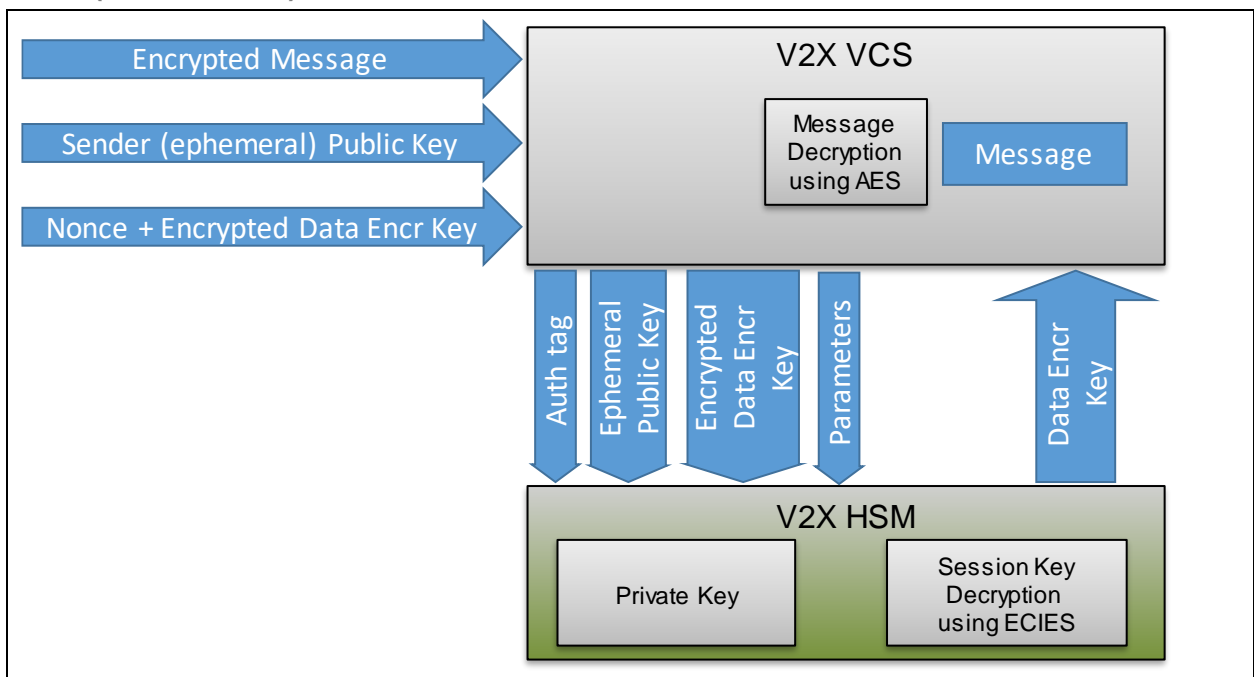 Encrypted Message
Sender (ephemeral) Public Key
Nonce + Encrypted Data Encr Key
V2X VCS
Message
Decryption
using AES
Message
Auth tag
Ephemeral
Public Key
Encrypted
Data Encr
Key
Parameters
Data Encr
Key
V2X HSM
Private Key
Session Key
Decryption
using ECIES